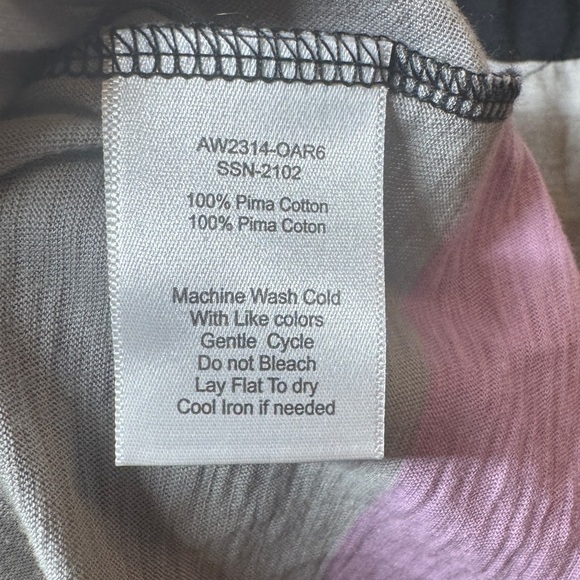 AW2314-OAR6
SSN-2102
100% Pima Cotton
100% Pima Coton
Machine Wash Cold
With Like colors
Gentle Cycle
Do not Bleach
Lay Flat To dry
Cool Iron if needed